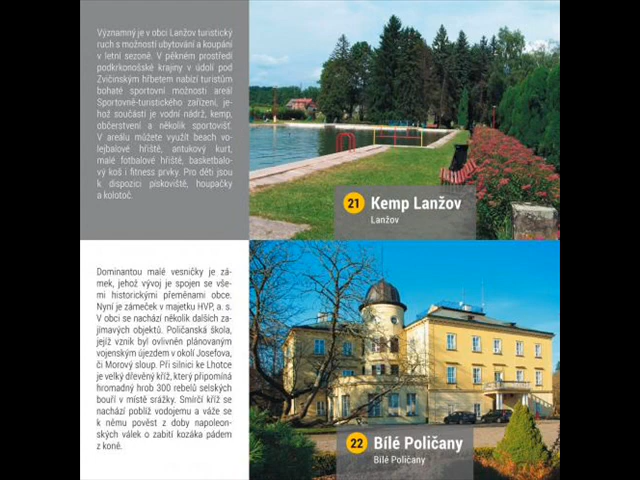 Významný je v obci Lanžov turistický
ruch s možností ubytování a koupání
v letní sezoně. V pěkném prostředí
podkrkonošské krajiny v údolí pod
Zvičinským hřbetem nabízí turistům
bohaté sportovní možnosti areál
Sportovně-turistického zařízení, je-
hož součástí je vodní nádrž, kemp,
občerstvení a několik sportovišť.
V areálu můžete využít beach vo-
lejbalové hřiště, antukový kurt,
malé fotbalové hřiště, basketbalo-
vý koš i fitness prvky. Pro děti jsou
k dispozici pískoviště, houpačky
a kolotoč.
21 Kemp Lanžov
Lanžov
Dominantou malé vesničky je zá-
mek, jehož vývoj je spojen se vše-
mi historickými přeměnami obce.
Nyní je zámeček v majetku HVP, a. s.
V obci se nachází několik dalších za-
jímavých objektů. Poličanská škola,
jejíž vznik byl ovlivněn plánovaným
vojenským újezdem v okolí Josefova,
či Morový sloup. Při silnici ke Lhotce
je velký dřevěný kříž, který připomíná
hromadný hrob 300 rebelů selských
bouří v místě srážky. Smírčí kříž se
nachází poblíž vodojemu a váže se
k němu pověst z doby napoleon-
ských válek o zabití kozáka pádem
z koně.
22 Bílé Poličany
Bílé Poličany